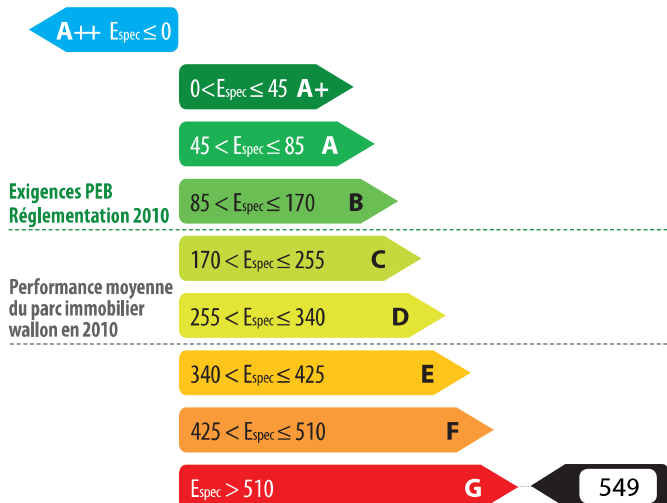 A++ Espec ≤ 0
0 < Espec ≤ 45 A+
45 < Espec ≤ 85 A
Exigences PEB
Réglementation 2010
85 < Espec ≤ 170 B
170 < Espec ≤ 255 C
Performance moyenne
du parc immobilier
wallon en 2010
255 < Espec ≤ 340 D
340 < Espec ≤ 425 E
425 < Espec ≤ 510 F
Espec > 510 G
549